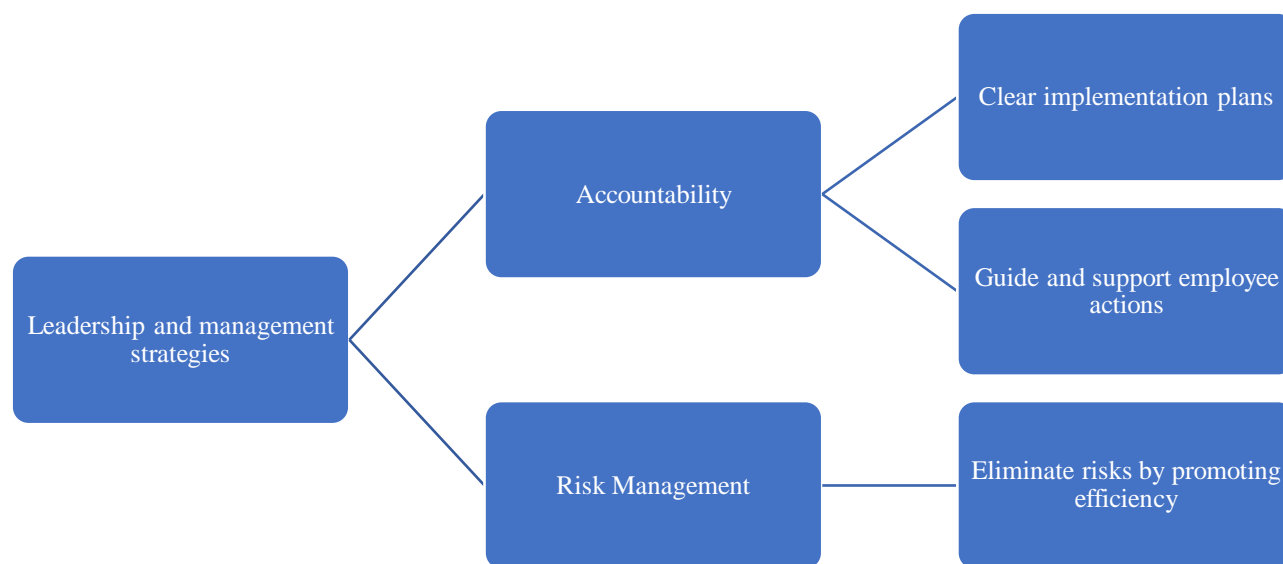 Leadership and management
strategies
Accountability
Clear implementation plans
Guide and support employee
actions
Risk Management
Eliminate risks by promoting
efficiency